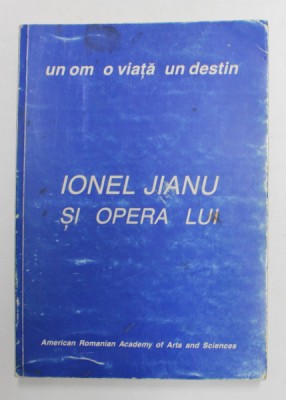 un om o viață un destin
IONEL JIANU
ȘI OPERA LUI
American Romanian Academy of Arts and Sciences